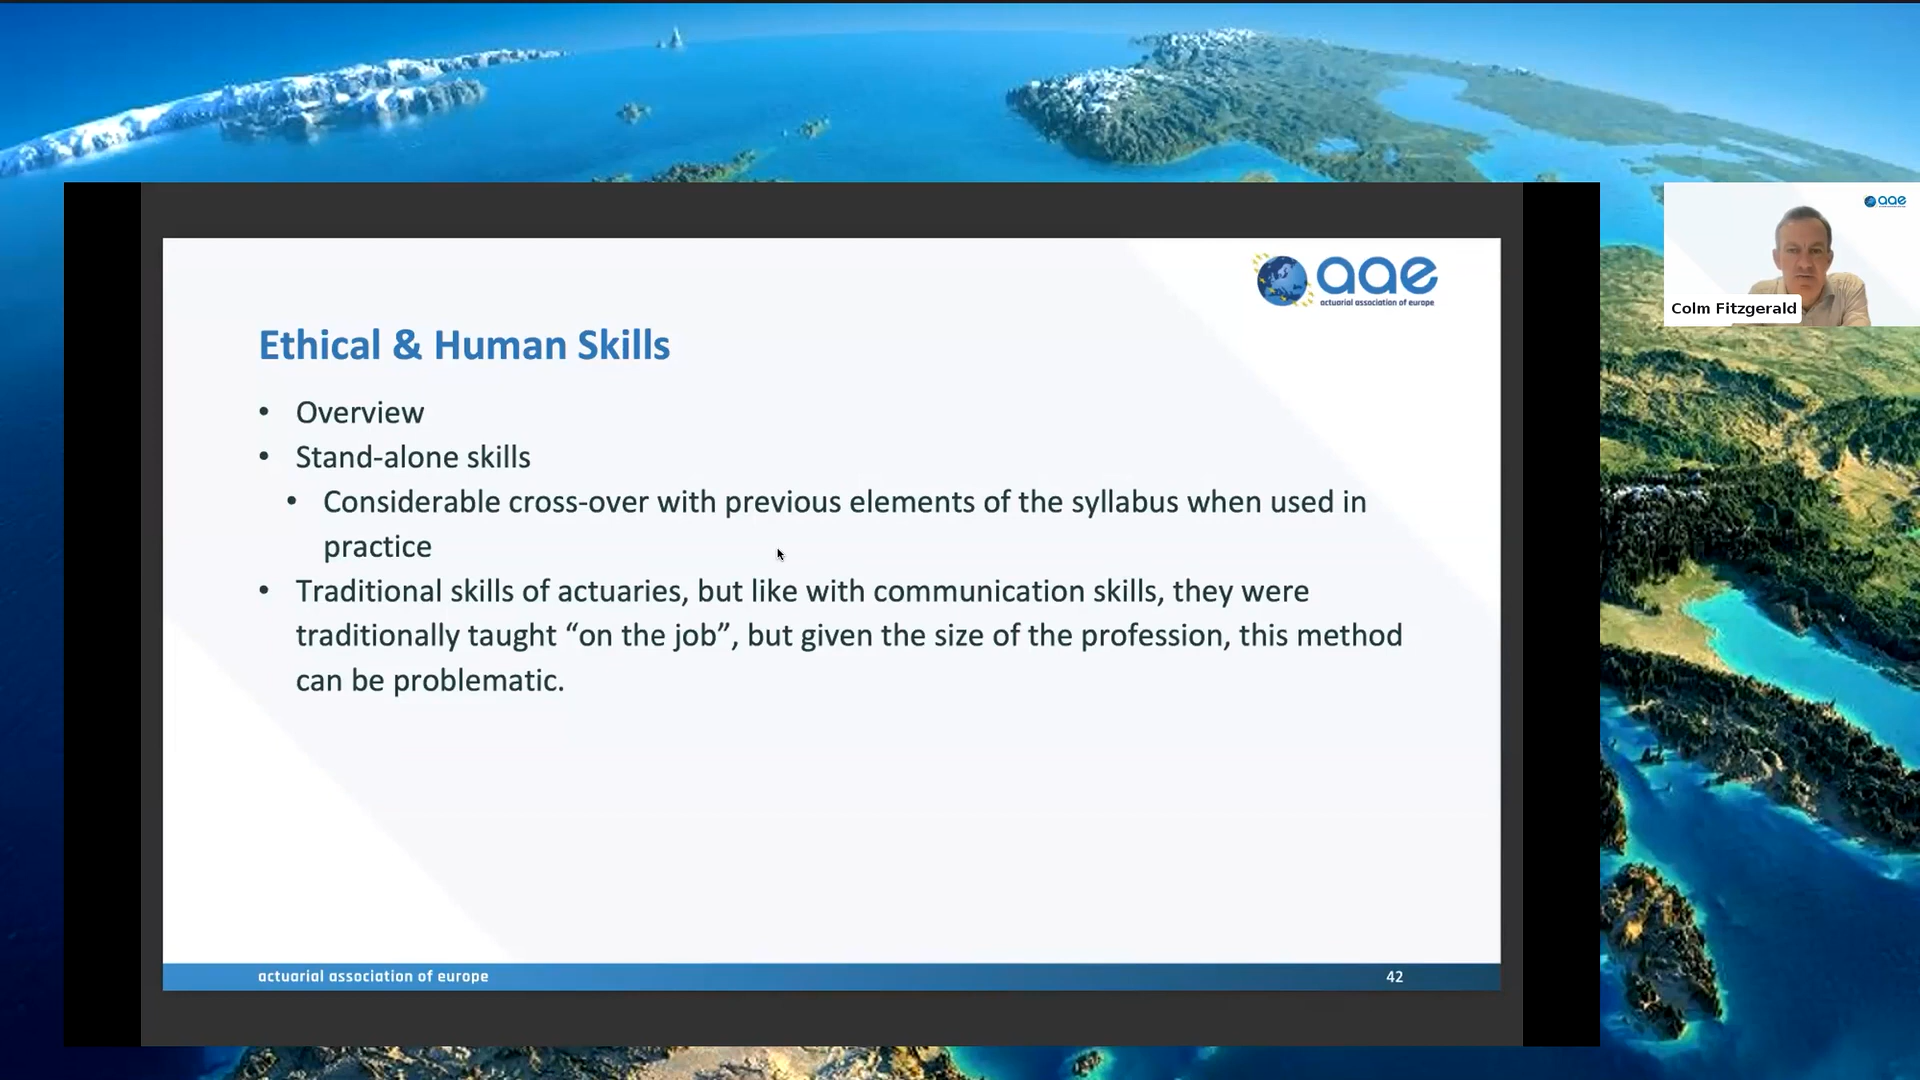 aae
actuarial association of europe
aae
Colm Fitzgerald
Ethical & Human Skills
• Overview
• Stand-alone skills
• Considerable cross-over with previous elements of the syllabus when used in
practice
• Traditional skills of actuaries, but like with communication skills, they were
traditionally taught “on the job”, but given the size of the profession, this method
can be problematic.
actuarial association of europe
42